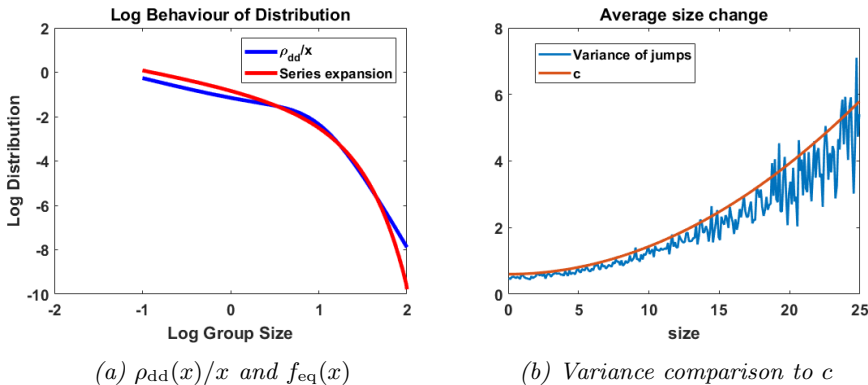 Log Behaviour of Distribution
ρdd/x
Series expansion
Log Distribution
2
0
-2
-4
-6
-8
-10
-2
-1
0
1
2
Log Group Size
(a) ρdd(x)/x and feq(x)
Average size change
Variance of jumps
c
8
6
4
2
0
0
5
10
15
20
25
size
(b) Variance comparison to c